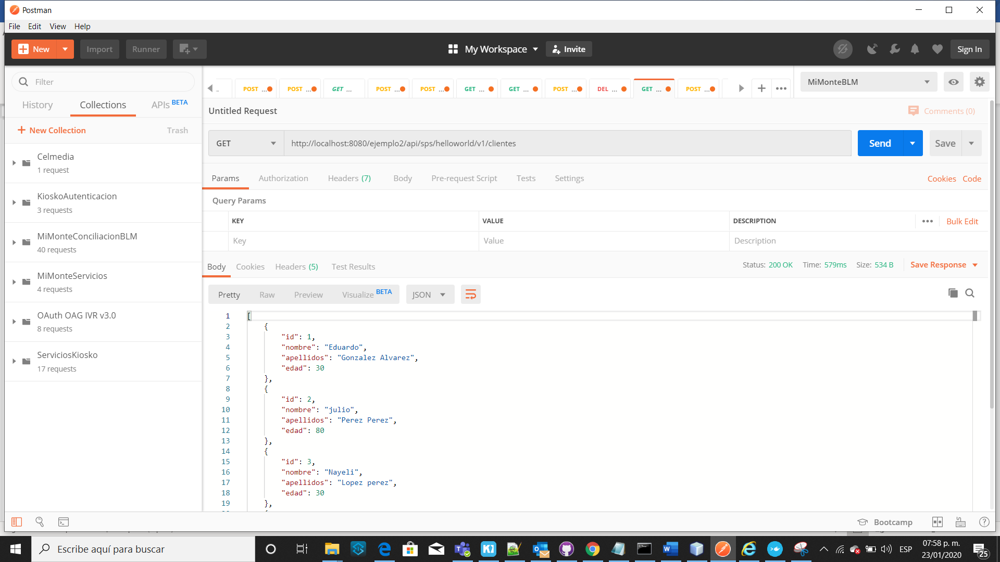 Postman
File Edit View Help
New Import Runner My Workspace Invite Sign In
Filter
History Collections APIs BETA
New Collection Trash
Celmedia
1 request
KioskoAutenticacion
3 requests
MiMonteConciliacionBLM
40 requests
MiMonteServicios
4 requests
OAuth OAG IVR v3.0
8 requests
ServiciosKiosko
17 requests
.. POST ... POST ... GET ... POST ... POST ... GET ... GET ... POST ... DEL ... GET ... POST ... MiMonteBLM
Untitled Request Comments (0)
GET http://localhost:8080/ejemplo2/api/sps/helloworld/v1/clientes Send Save
Params Authorization Headers (7) Body Pre-request Script Tests Settings Cookies Code
Query Params
KEY VALUE DESCRIPTION Bulk Edit
Key Value Description
Body Cookies Headers (5) Test Results Status: 200 OK Time: 579ms Size: 534 B Save Response
Pretty Raw Preview Visualize BETA JSON
1 [
2 {
3 "id": 1,
4 "nombre": "Eduardo",
5 "apellidos": "Gonzalez Alvarez",
6 "edad": 30
7 },
8 {
9 "id": 2,
10 "nombre": "julio",
11 "apellidos": "Perez Perez",
12 "edad": 80
13 },
14 {
15 "id": 3,
16 "nombre": "Nayeli",
17 "apellidos": "Lopez perez",
18 "edad": 30
19 },
Bootcamp
Escribe aquí para buscar
ESP
07:58 p. m.
23/01/2020
25